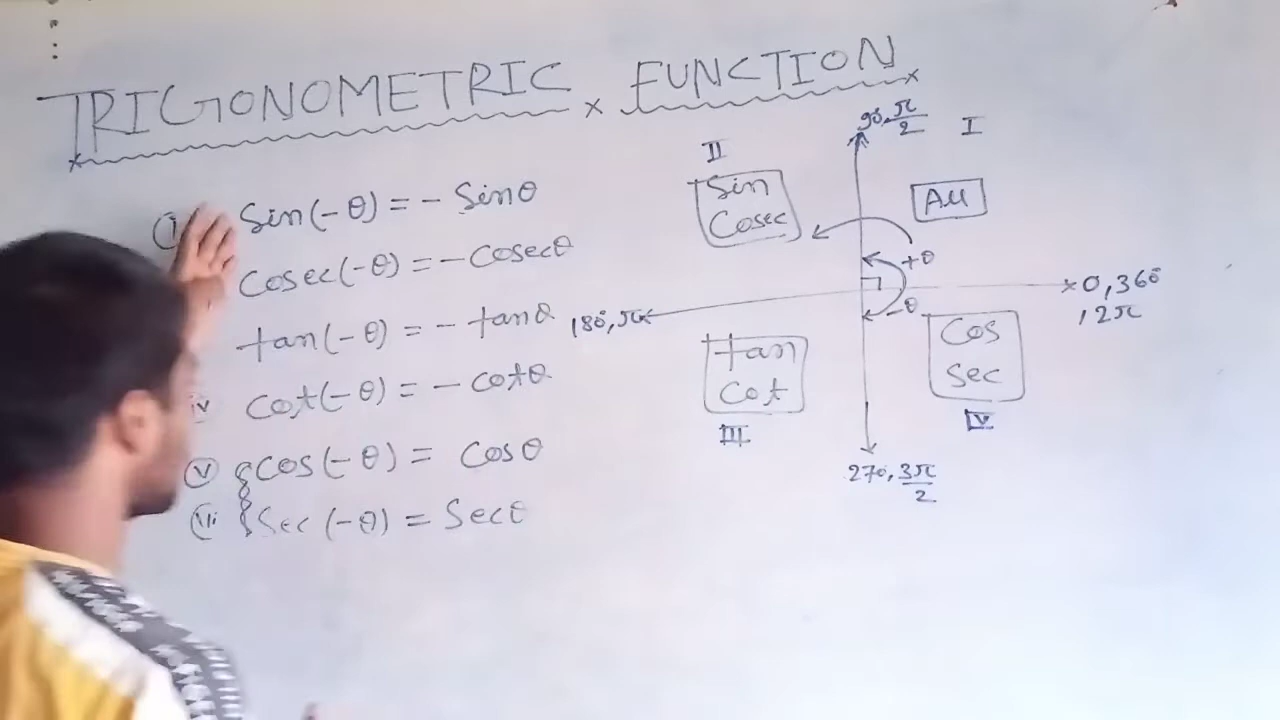 TRIGONOMETRIC × FUNCTION
(i) Sin(-θ) = - Sinθ
Cosec(-θ) = -Cosecθ
tan(-θ) = - tanθ
iv Cot(-θ) = - cotθ
(v) Cos(-θ) = Cosθ
(vi) Sec(-θ) = Secθ
90°, π/2
I
II
Sin
Cosec
All
+θ
-θ
180°, π
0, 360°
, 2π
tan
Cot
III
Cos
Sec
IV
270°, 3π/2